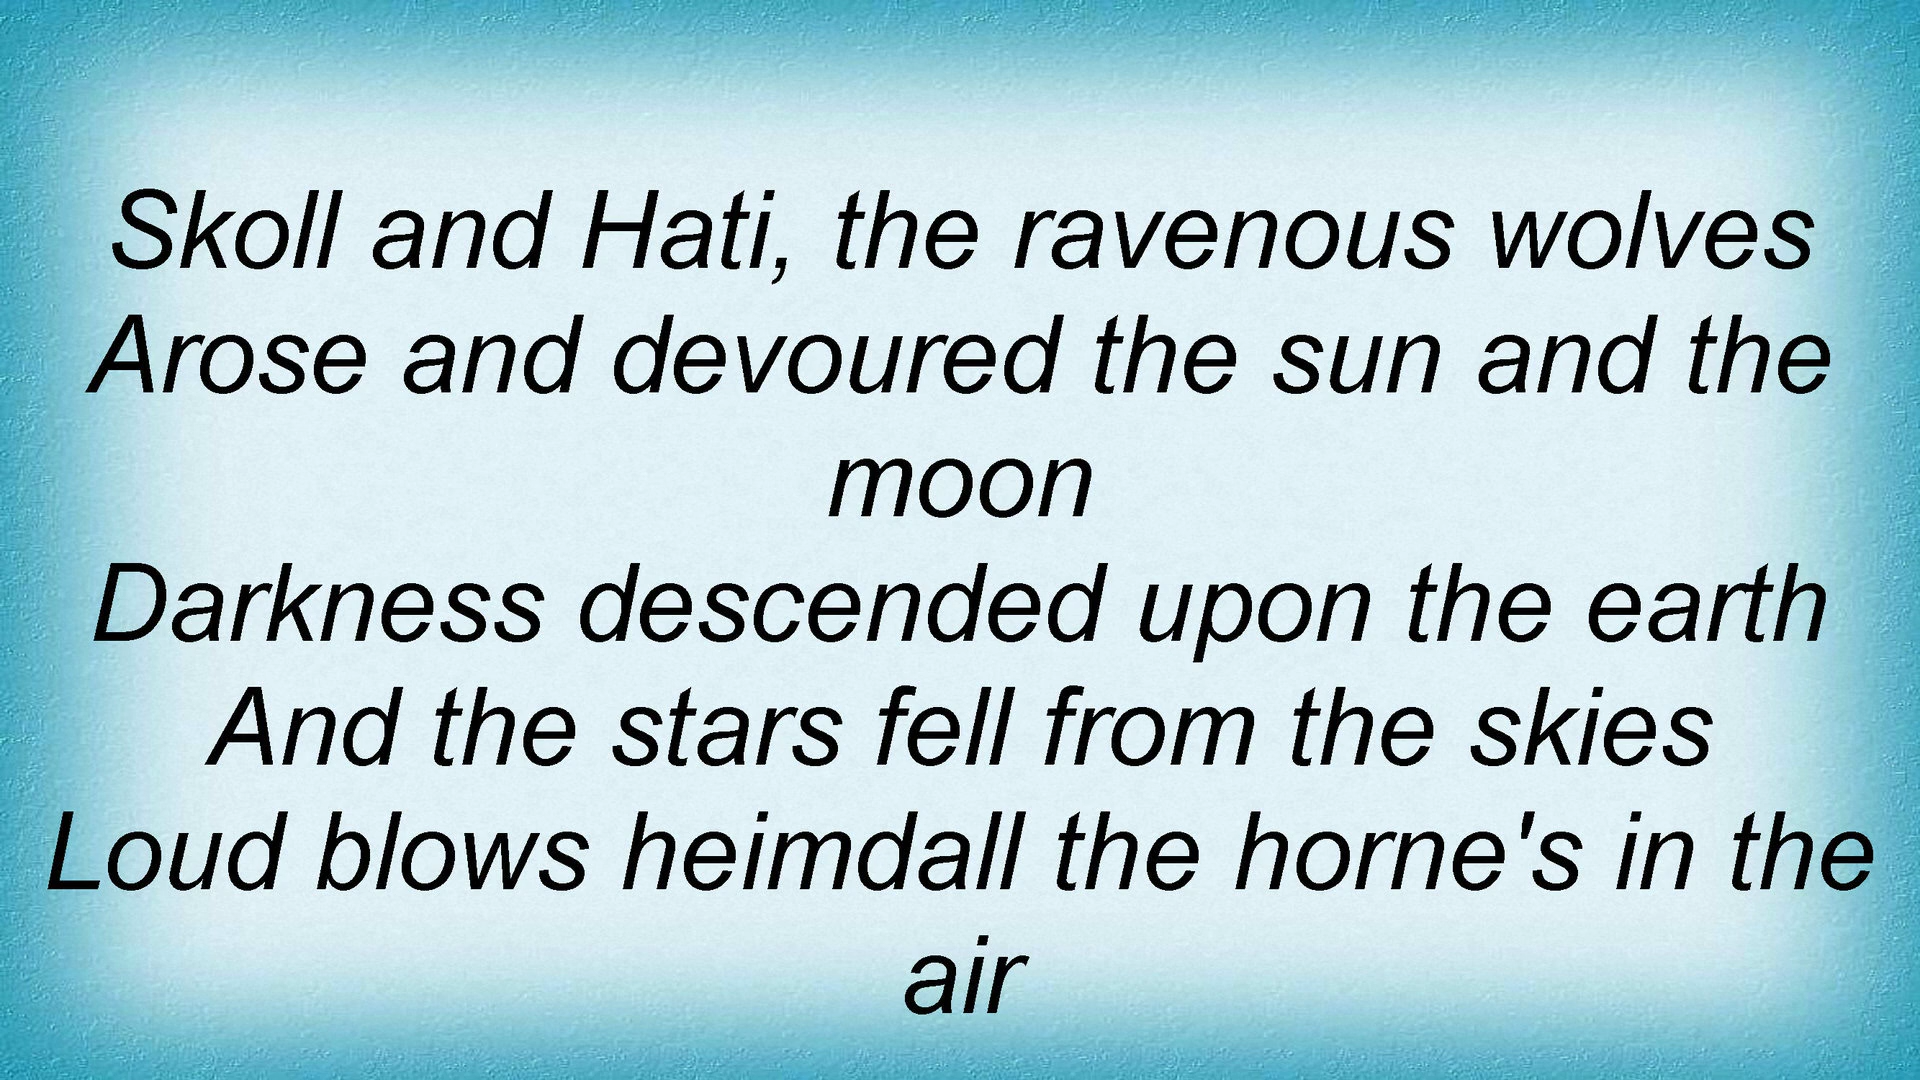 Skoll and Hati, the ravenous wolves
Arose and devoured the sun and the
moon
Darkness descended upon the earth
And the stars fell from the skies
Loud blows heimdall the horne's in the
air